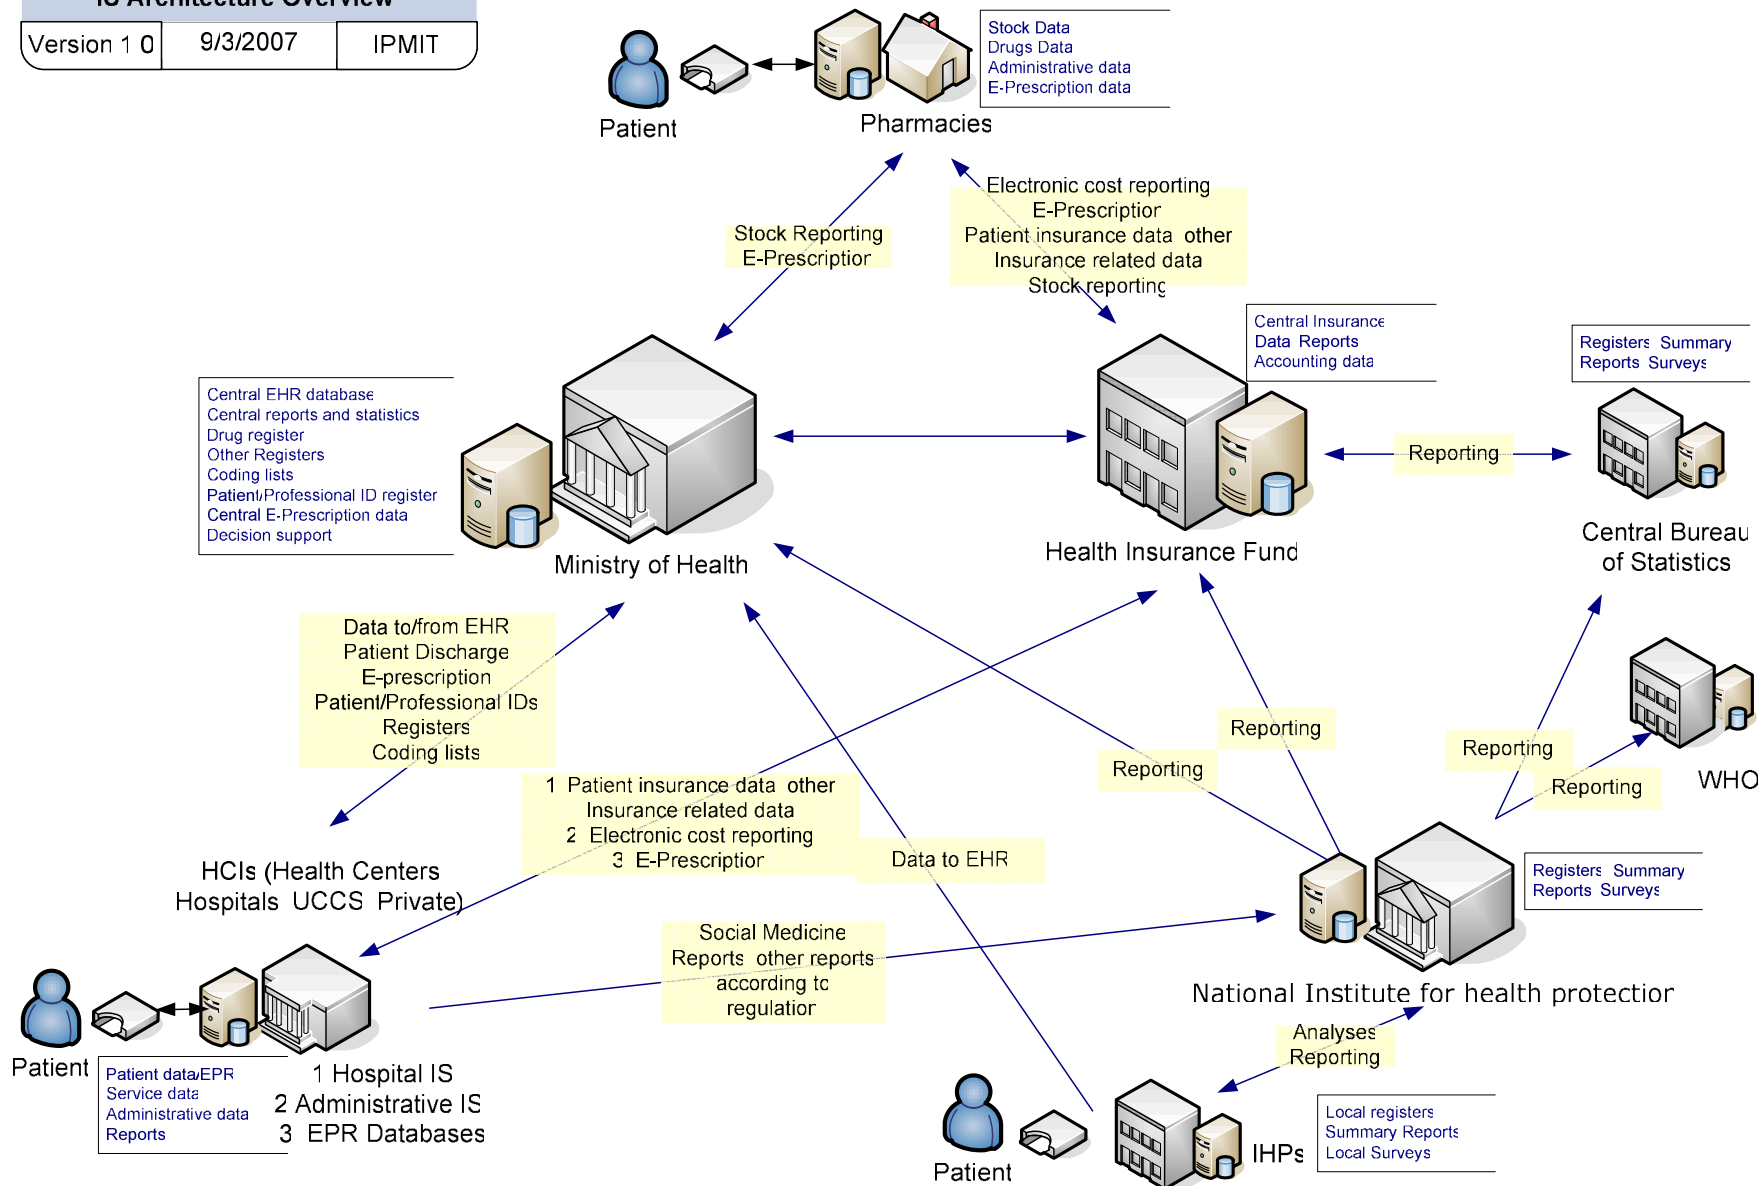 IS Architecture Overview
Version 1 0
9/3/2007
IPMIT
Patient
Pharmacies
Stock Data
Drugs Data
Administrative data
E-Prescription data
Stock Reporting
E-Prescription
Electronic cost reporting
E-Prescription
Patient insurance data other
Insurance related data
Stock reporting
Central EHR database
Central reports and statistics
Drug register
Other Registers
Coding lists
Patient/Professional ID register
Central E-Prescription data
Decision support
Ministry of Health
Central Insurance
Data Reports
Accounting data
Health Insurance Fund
Reporting
Registers Summary
Reports Surveys
Central Bureau
of Statistics
Data to/from EHR
Patient Discharge
E-prescription
Patient/Professional IDs
Registers
Coding lists
1 Patient insurance data other
Insurance related data
2 Electronic cost reporting
3 E-Prescription
Data to EHR
Reporting
Reporting
Reporting
Reporting
WHO
HCIs (Health Centers
Hospitals UCCS Private)
Social Medicine
Reports other reports
according to
regulation
Registers Summary
Reports Surveys
National Institute for health protection
Analyses
Reporting
Patient
Patient data/EPR
Service data
Administrative data
Reports
1 Hospital IS
2 Administrative IS
3 EPR Databases
Patient
IHPs
Local registers
Summary Reports
Local Surveys